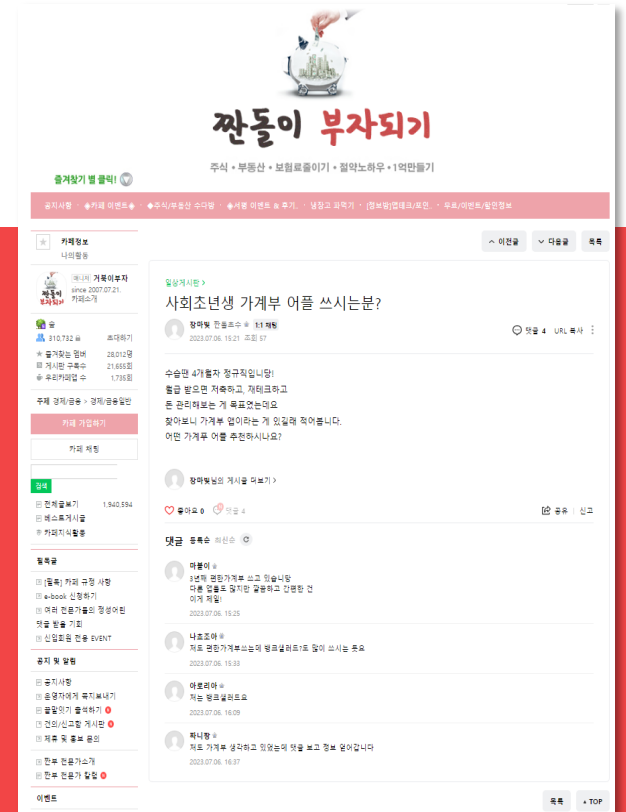 짠돌이 부자되기
주식 • 부동산 • 보험료줄이기 • 절약노하우 • 1억만들기
즐겨찾기 별 클릭!
공지사항 · ◆카페 이벤트◆ · ◆주식/부동산 수다방 · ◆서평 이벤트 & 후기. · 냉장고 파먹기 · [정보방]앱테크/포인. · 무료/이벤트/할인정보
카페정보
나의활동
매니저 거북이부자
since 2007.07.21.
카페소개
숲
310,732 초대하기
즐겨찾는 멤버 28,012명
게시판 구독수 21,655회
우리카페앱 수 1,735회
주제 경제/금융 > 경제/금융일반
카페 가입하기
카페 채팅
검색
전체글보기 1,940,594
베스트게시글
카페지식활동
필독글
[필독] 카페 규정 사항
e-book 신청하기
여러 전문가들의 정성어린
댓글 받을 기회
신입회원 전용 EVENT
공지 및 알림
공지사항
운영자에게 쪽지보내기
끝말잇기 출석하기
건의/신고함 게시판
제휴 및 홍보 문의
짠부 전문가소개
짠부 전문가 칼럼
이벤트
이전글 다음글 목록
일상게시판 >
사회초년생 가계부 어플 쓰시는분?
장마빛 짠돌초수 1:1 채팅
2023.07.06. 15:21 조회 57
댓글 4 URL 복사
수습땐 4개월차 정규직입니당!
월급 받으면 저축하고, 재테크하고
돈 관리해보는 게 목표였는데요
찾아보니 가계부 앱이라는 게 있길래 적어봅니다.
어떤 가계부 어플 추천하시나요?
장마빛님의 게시글 더보기 >
좋아요 0 댓글 4
공유 신고
댓글 등록순 최신순
마불이
3년째 편한가계부 쓰고 있습니당
다른 앱들도 많지만 깔끔하고 간편한 건
이게 제일!
2023.07.06. 15:25
나초조아
저도 편한가계부쓰는데 뱅크샐러드?도 많이 쓰시는 듯요
2023.07.06. 15:33
아로리아
저는 뱅크샐러드요
2023.07.06. 16:09
파니팡
저도 가계부 생각하고 있었는데 댓글 보고 정보 얻어갑니다
2023.07.06. 16:37
목록 TOP